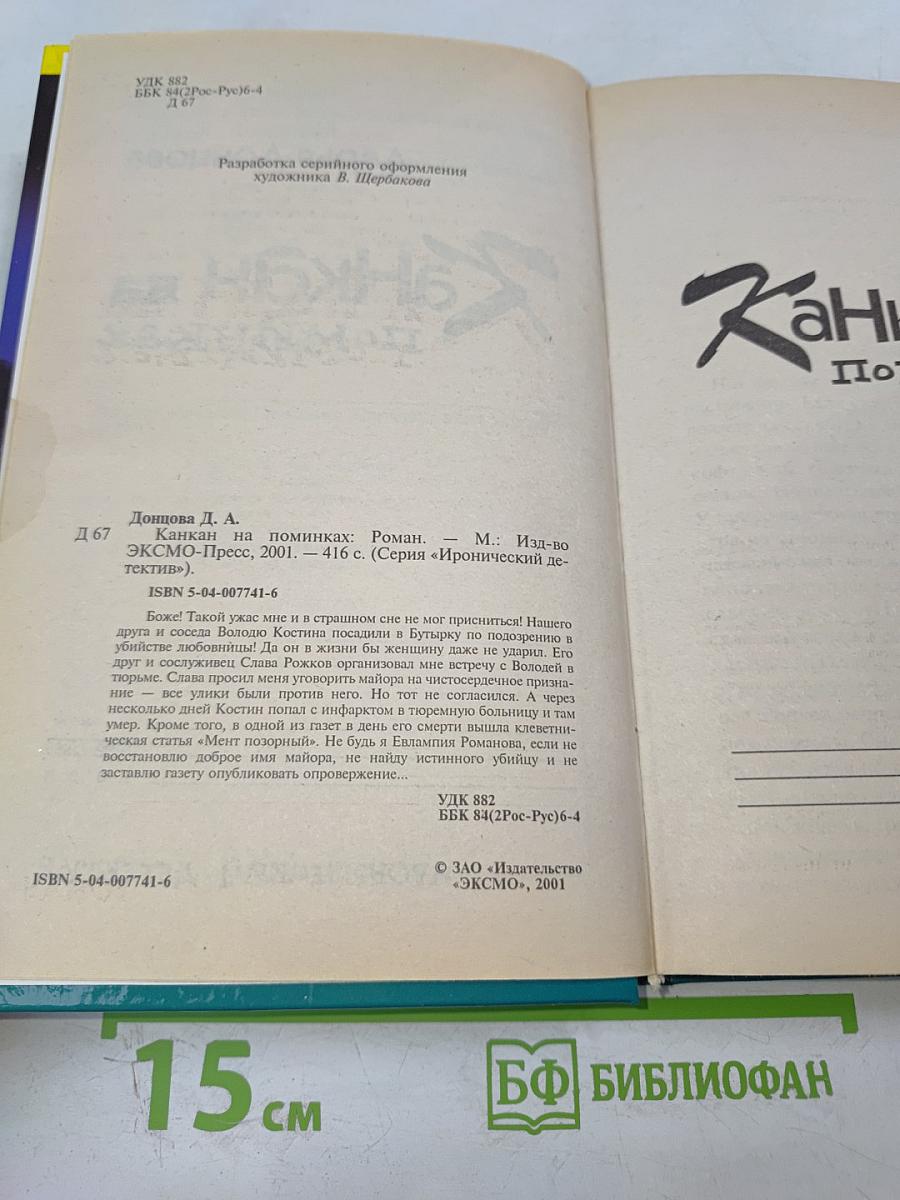 УДК 882
ББК 84(2Рос-Рус)6-4
Д 67
Разработка серийного оформления
художника В. Щербакова
Донцова Д. А.
Д 67 Канкан на поминках: Роман. — М.: Изд-во
ЭКСМО-Пресс, 2001. — 416 с. (Серия «Иронический де-
тектив»).
ISBN 5-04-007741-6
Боже! Такой ужас мне и в страшном сне не мог присниться! Нашего
друга и соседа Володю Костина посадили в Бутырку по подозрению в
убийстве любовницы! Да он в жизни бы женщину даже не ударил. Его
друг и сослуживец Слава Рожков организовал мне встречу с Володей в
тюрьме. Слава просил меня уговорить майора на чистосердечное призна-
ние — все улики были против него. Но тот не согласился. А через
несколько дней Костин попал с инфарктом в тюремную больницу и там
умер. Кроме того, в одной из газет в день его смерти вышла клеветни-
ческая статья «Мент позорный». Не будь я Евлампия Романова, если не
восстановлю доброе имя майора, не найду истинного убийцу и не
заставлю газету опубликовать опровержение...
УДК 882
ББК 84(2Рос-Рус)6-4
ISBN 5-04-007741-6
© ЗАО «Издательство
«ЭКСМО», 2001
15 см
БФ БИБЛИОФАН